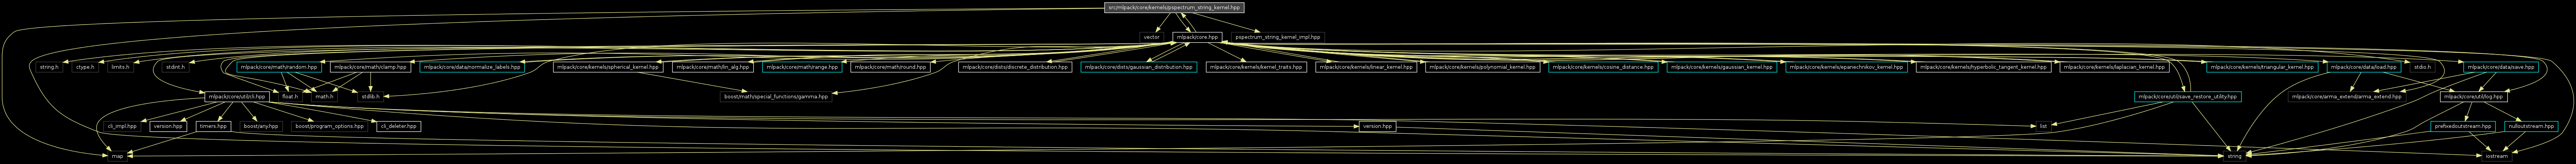 src/mlpack/core/kernels/pspectrum_string_kernel.hpp
vector
mlpack/core.hpp
pspectrum_string_kernel_impl.hpp
string.h
ctype.h
limits.h
stdint.h
mlpack/core/math/random.hpp
mlpack/core/math/clamp.hpp
mlpack/core/data/normalize_labels.hpp
mlpack/core/kernels/spherical_kernel.hpp
mlpack/core/math/lin_alg.hpp
mlpack/core/math/range.hpp
mlpack/core/math/round.hpp
mlpack/core/dists/discrete_distribution.hpp
mlpack/core/dists/gaussian_distribution.hpp
mlpack/core/kernels/kernel_traits.hpp
mlpack/core/kernels/linear_kernel.hpp
mlpack/core/kernels/polynomial_kernel.hpp
mlpack/core/kernels/cosine_distance.hpp
mlpack/core/kernels/gaussian_kernel.hpp
mlpack/core/kernels/epanechnikov_kernel.hpp
mlpack/core/kernels/hyperbolic_tangent_kernel.hpp
mlpack/core/kernels/laplacian_kernel.hpp
mlpack/core/kernels/triangular_kernel.hpp
mlpack/core/data/load.hpp
stdio.h
mlpack/core/data/save.hpp
mlpack/core/util/cli.hpp
float.h
math.h
stdlib.h
boost/math/special_functions/gamma.hpp
mlpack/core/util/save_restore_utility.hpp
mlpack/core/arma_extend/arma_extend.hpp
mlpack/core/util/log.hpp
cli_impl.hpp
version.hpp
timers.hpp
boost/any.hpp
boost/program_options.hpp
cli_deleter.hpp
version.hpp
list
prefixedoutstream.hpp
nulloutstream.hpp
map
string
iostream